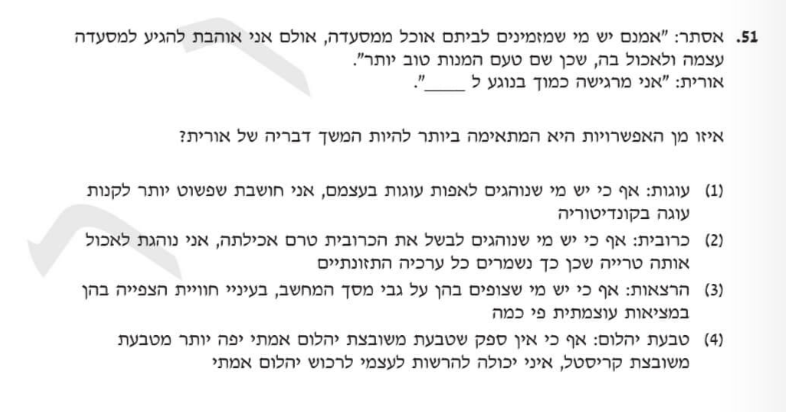 51. אסתר: "אמנם יש מי שמזמינים לביתם אוכל ממסעדה, אולם אני אוהבת להגיע למסעדה
עצמה ולאכול בה, שכן שם טעם המנות טוב יותר".
אורית: "אני מרגישה כמוך בנוגע ל _____".
איזו מן האפשרויות היא המתאימה ביותר להיות המשך דבריה של אורית?
(1) עוגות: אף כי יש מי שנוהגים לאפות עוגות בעצמם, אני חושבת שפשוט יותר לקנות
עוגה בקונדיטוריה
(2) כרובית: אף כי יש מי שנוהגים לבשל את הכרובית טרם אכילתה, אני נוהגת לאכול
אותה טרייה שכן כך נשמרים כל ערכיה התזונתיים
(3) הרצאות: אף כי יש מי שצופים בהן על גבי מסך המחשב, בעיניי חוויית הצפייה בהן
במציאות עוצמתית פי כמה
(4) טבעת יהלום: אף כי אין ספק שטבעת משובצת יהלום אמתי יפה יותר מטבעת
משובצת קריסטל, איני יכולה להרשות לעצמי לרכוש יהלום אמתי